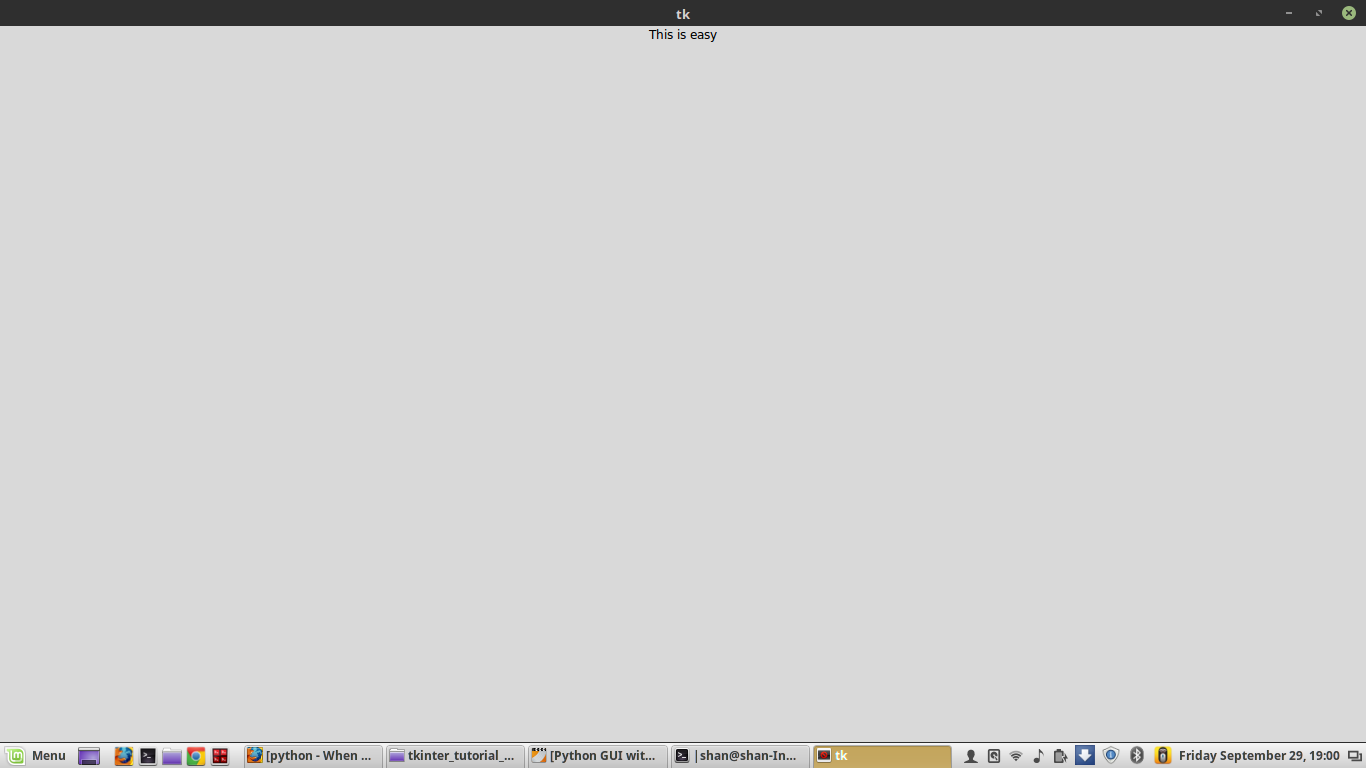 tk
This is easy
Menu
[python - When ...
tkinter_tutorial_...
[Python GUI wit...
|shan@shan-In...
tk
Friday September 29, 19:00